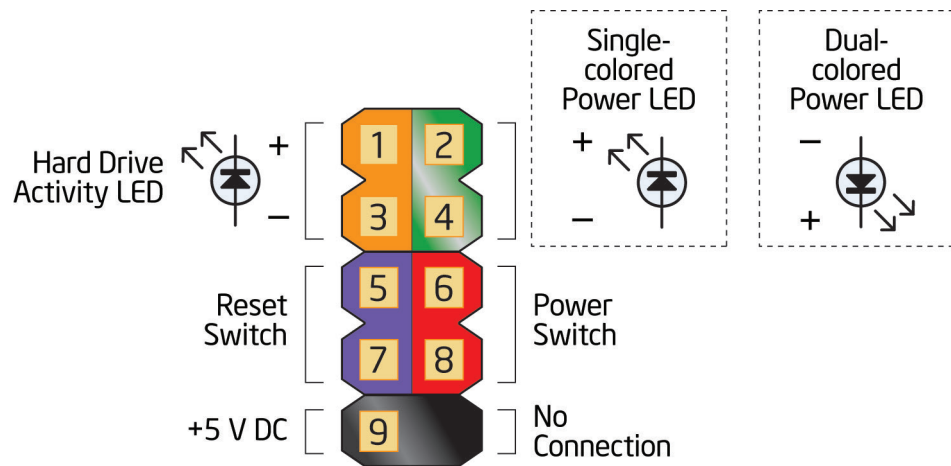 Single-
colored
Power LED
Dual-
colored
Power LED
Hard Drive
Activity LED
+
−
1
2
3
4
+
−
−
+
Reset
Switch
5
6
7
8
Power
Switch
+5 V DC
9
No
Connection